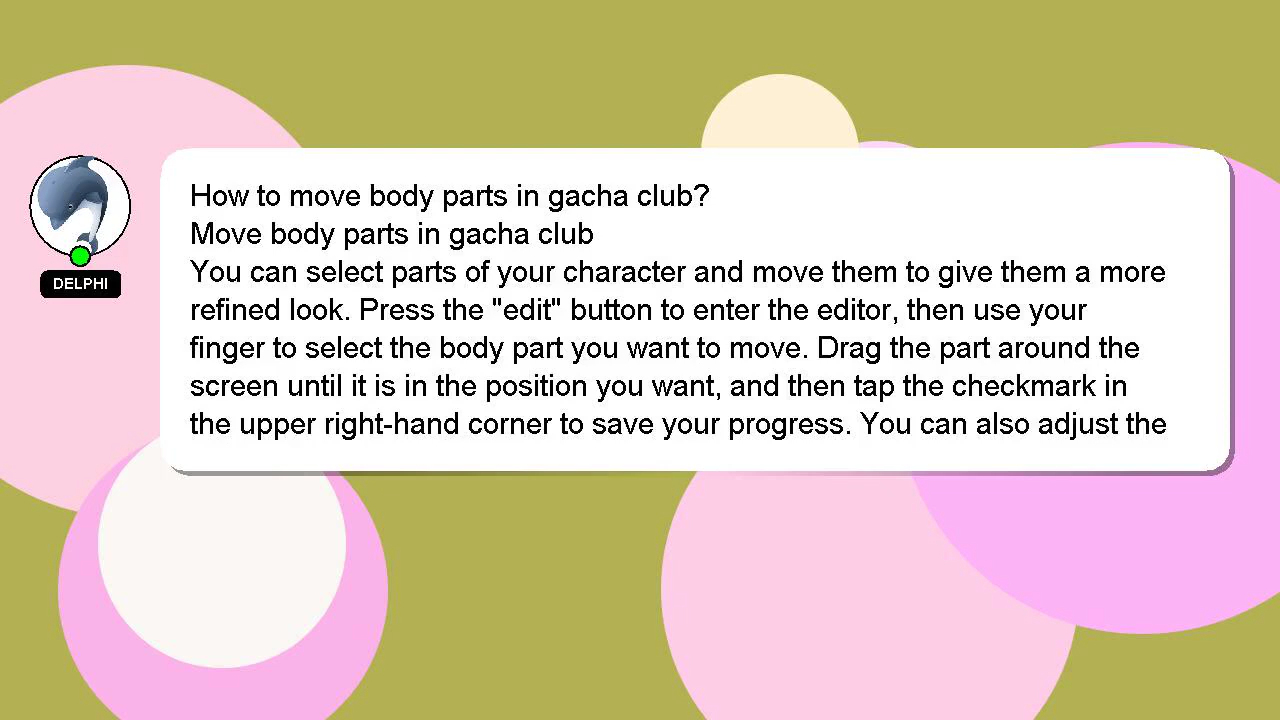 How to move body parts in gacha club?
Move body parts in gacha club
You can select parts of your character and move them to give them a more
refined look. Press the "edit" button to enter the editor, then use your
finger to select the body part you want to move. Drag the part around the
screen until it is in the position you want, and then tap the checkmark in
the upper right-hand corner to save your progress. You can also adjust the
DELPHI